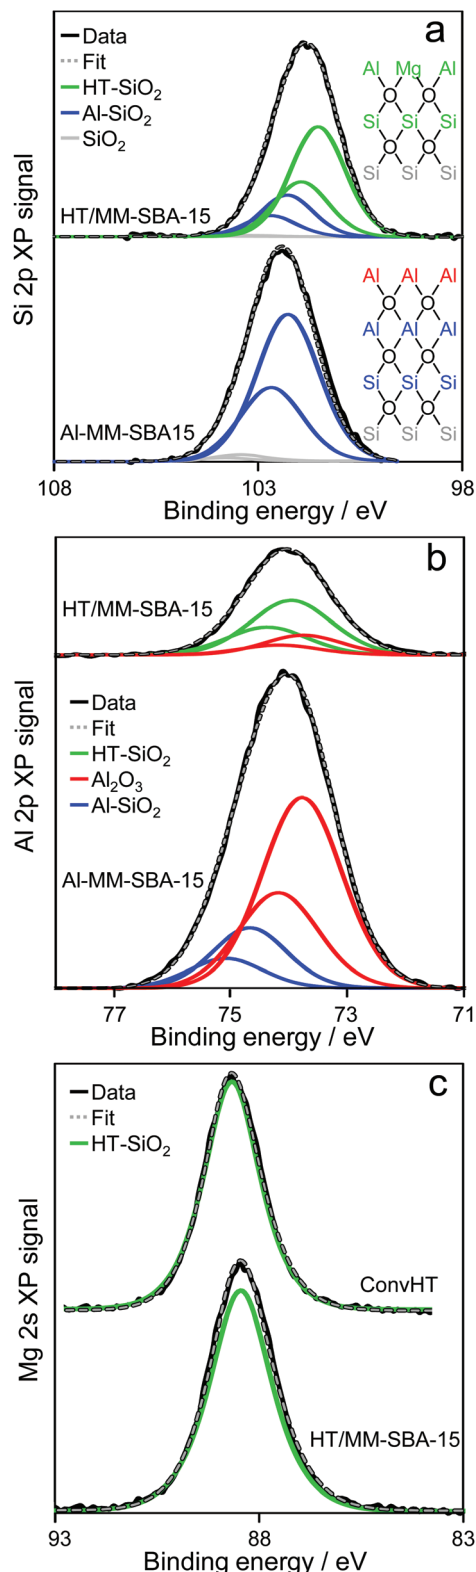 a
Data
Fit
HT-SiO₂
Al-SiO₂
SiO₂
Al Mg Al
O O
Si Si Si
O O
Si Si Si
HT/MM-SBA-15
Si 2p XP signal
Al Al Al
O O
Al Al Al
O O
Si Si Si
O O
Si Si Si
Al-MM-SBA15
108 103 98
Binding energy / eV
b
HT/MM-SBA-15
Data
Fit
HT-SiO₂
Al₂O₃
Al-SiO₂
Al 2p XP signal
Al-MM-SBA-15
77 75 73 71
Binding energy / eV
c
Data
Fit
HT-SiO₂
Mg 2s XP signal
ConvHT
HT/MM-SBA-15
93 88 83
Binding energy / eV